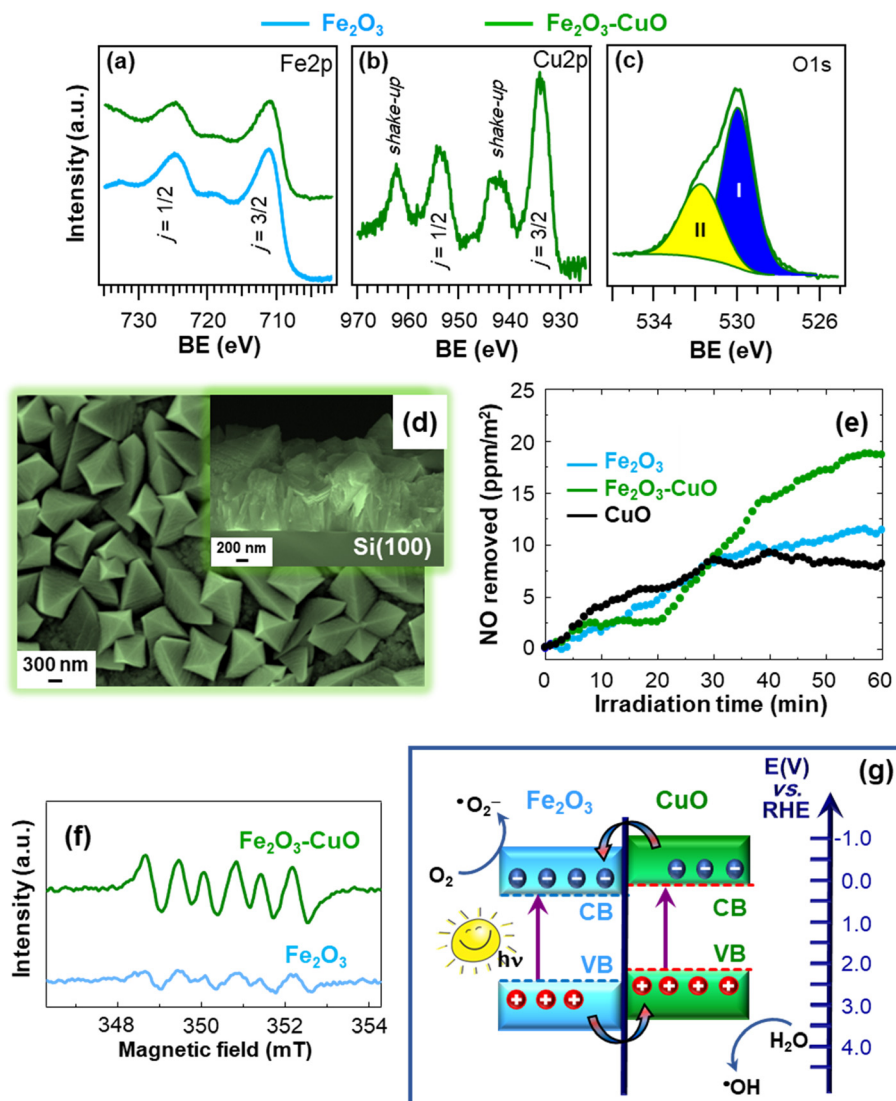 Fe₂O₃ Fe₂O₃-CuO
(a) Fe2p
(b) Cu2p
(c) O1s
Intensity (a.u.)
j = 1/2
j = 3/2
730 720 710
BE (eV)
shake-up
j = 1/2
shake-up
j = 3/2
970 960 950 940 930
BE (eV)
I
II
534 530 526
BE (eV)
(d)
200 nm
Si(100)
300 nm
(e)
NO removed (ppm/m²)
25
20
15
10
5
0
Fe₂O₃
Fe₂O₃-CuO
CuO
0 10 20 30 40 50 60
Irradiation time (min)
(f)
Intensity (a.u.)
Fe₂O₃-CuO
Fe₂O₃
348 350 352 354
Magnetic field (mT)
(g)
E(V)
vs.
RHE
Fe₂O₃ CuO
•O₂⁻
O₂
-1.0
0.0
1.0
2.0
3.0
4.0
− − − − − − −
CB CB
hν
VB VB
+ + + + + + +
H₂O
•OH